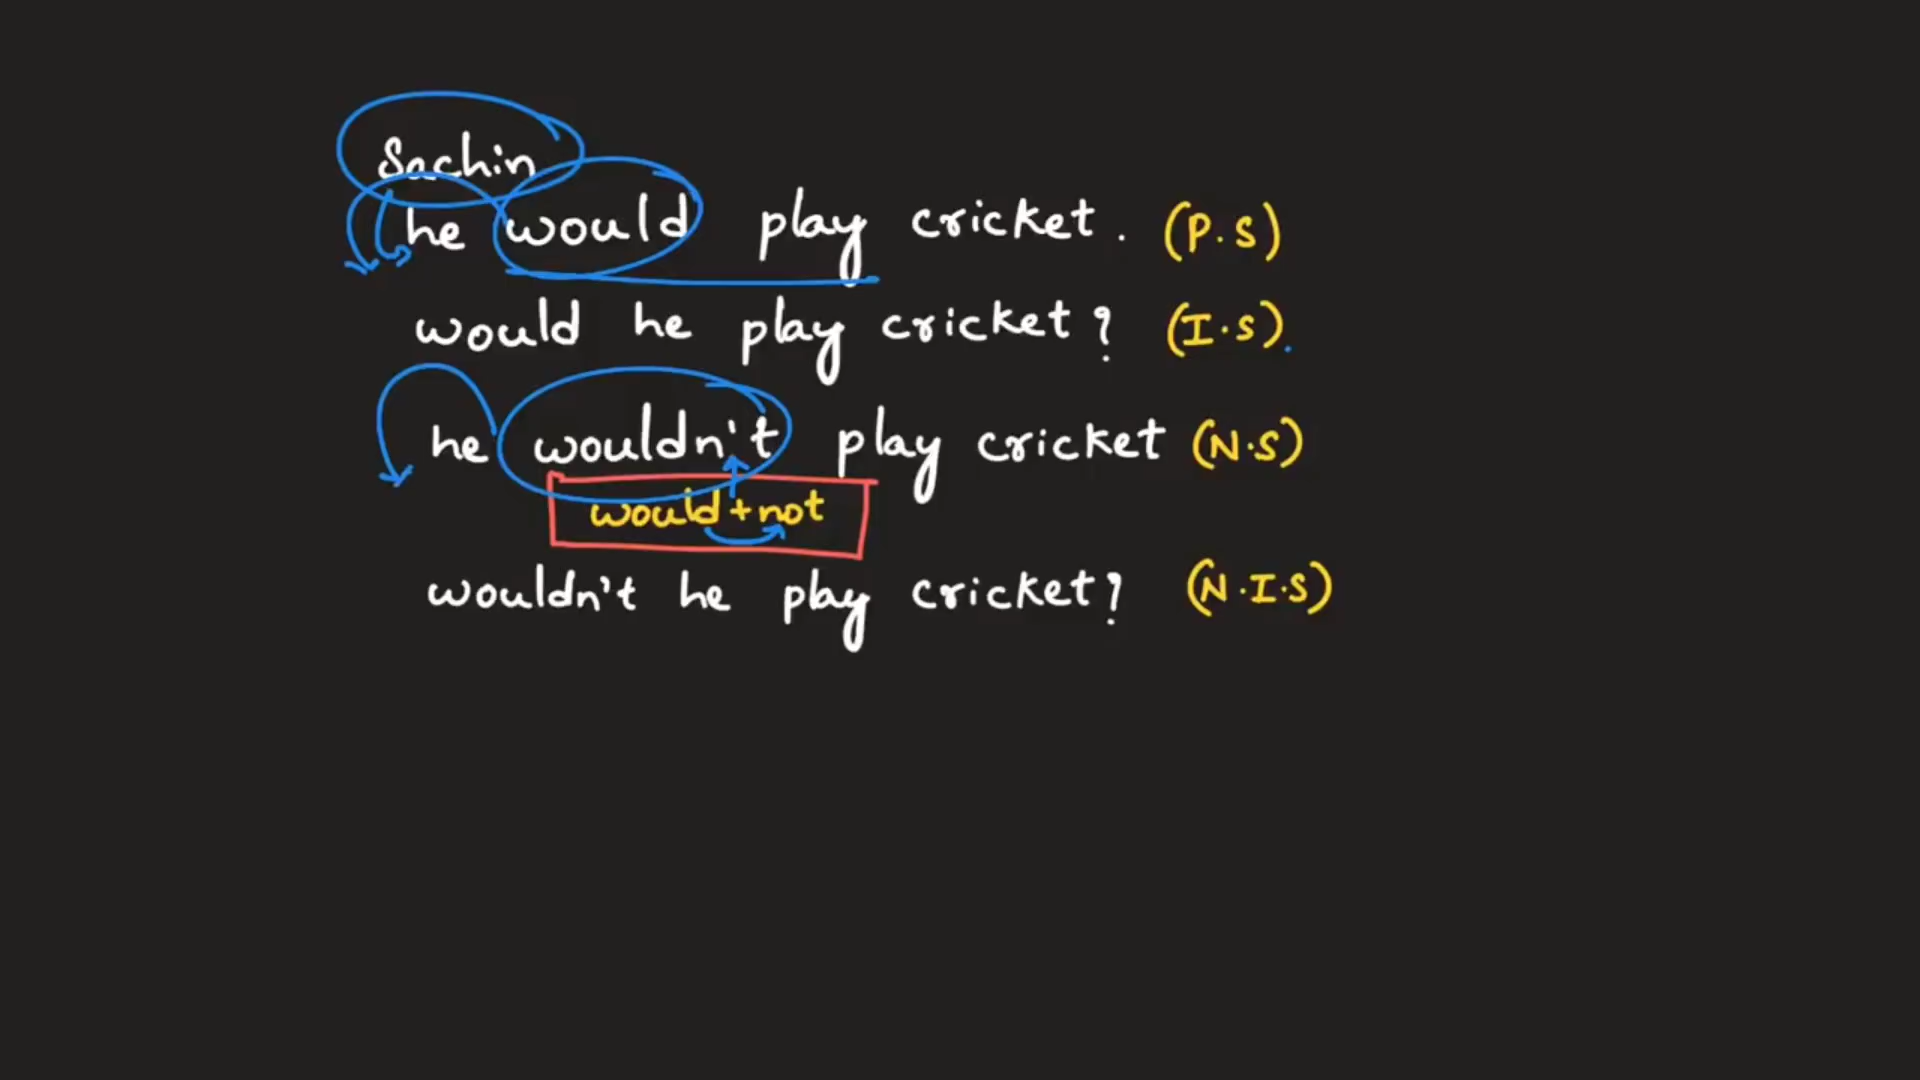 Sachin
he would play cricket. (P.S)
would he play cricket? (I.S).
he wouldn't play cricket (N.S)
would+not
wouldn't he play cricket? (N.I.S)